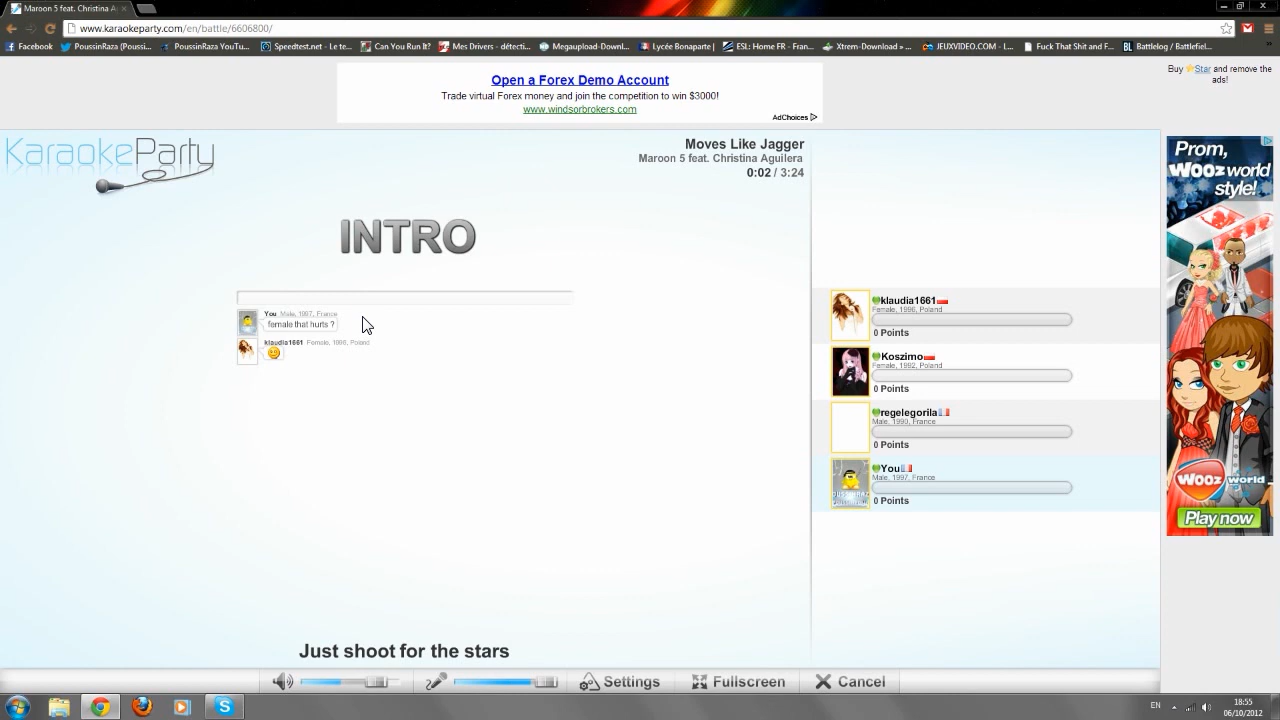 Maroon 5 feat. Christina A
www.karaokeparty.com/en/battle/6606800/
Facebook
PoussinRaza (Poussi...
PoussinRaza YouTu...
Speedtest.net - Le te...
Can You Run It?
Mes Drivers - détecti...
Megaupload-Downl...
Lycée Bonaparte |
ESL: Home FR - Fran...
Xtrem-Download » ...
JEUXVIDEO.COM - L...
Fuck That Shit and F...
BL Battlelog / Battlefiel...
Open a Forex Demo Account
Trade virtual Forex money and join the competition to win $3000!
www.windsorbrokers.com
AdChoices
Buy Star and remove the
ads!
KaraokeParty
Moves Like Jagger
Maroon 5 feat. Christina Aguilera
0:02 / 3:24
INTRO
You Male, 1997, France
female that hurts ?
klaudia1661 Female, 1996, Poland
klaudia1661
Female, 1996, Poland
0 Points
Koszimo
Female, 1992, Poland
0 Points
regelegorila
Male, 1990, France
0 Points
You
Male, 1997, France
0 Points
Just shoot for the stars
Settings
Fullscreen
Cancel
Prom,
Woozworld
style!
Wooz world
Play now
EN
18:55
06/10/2012